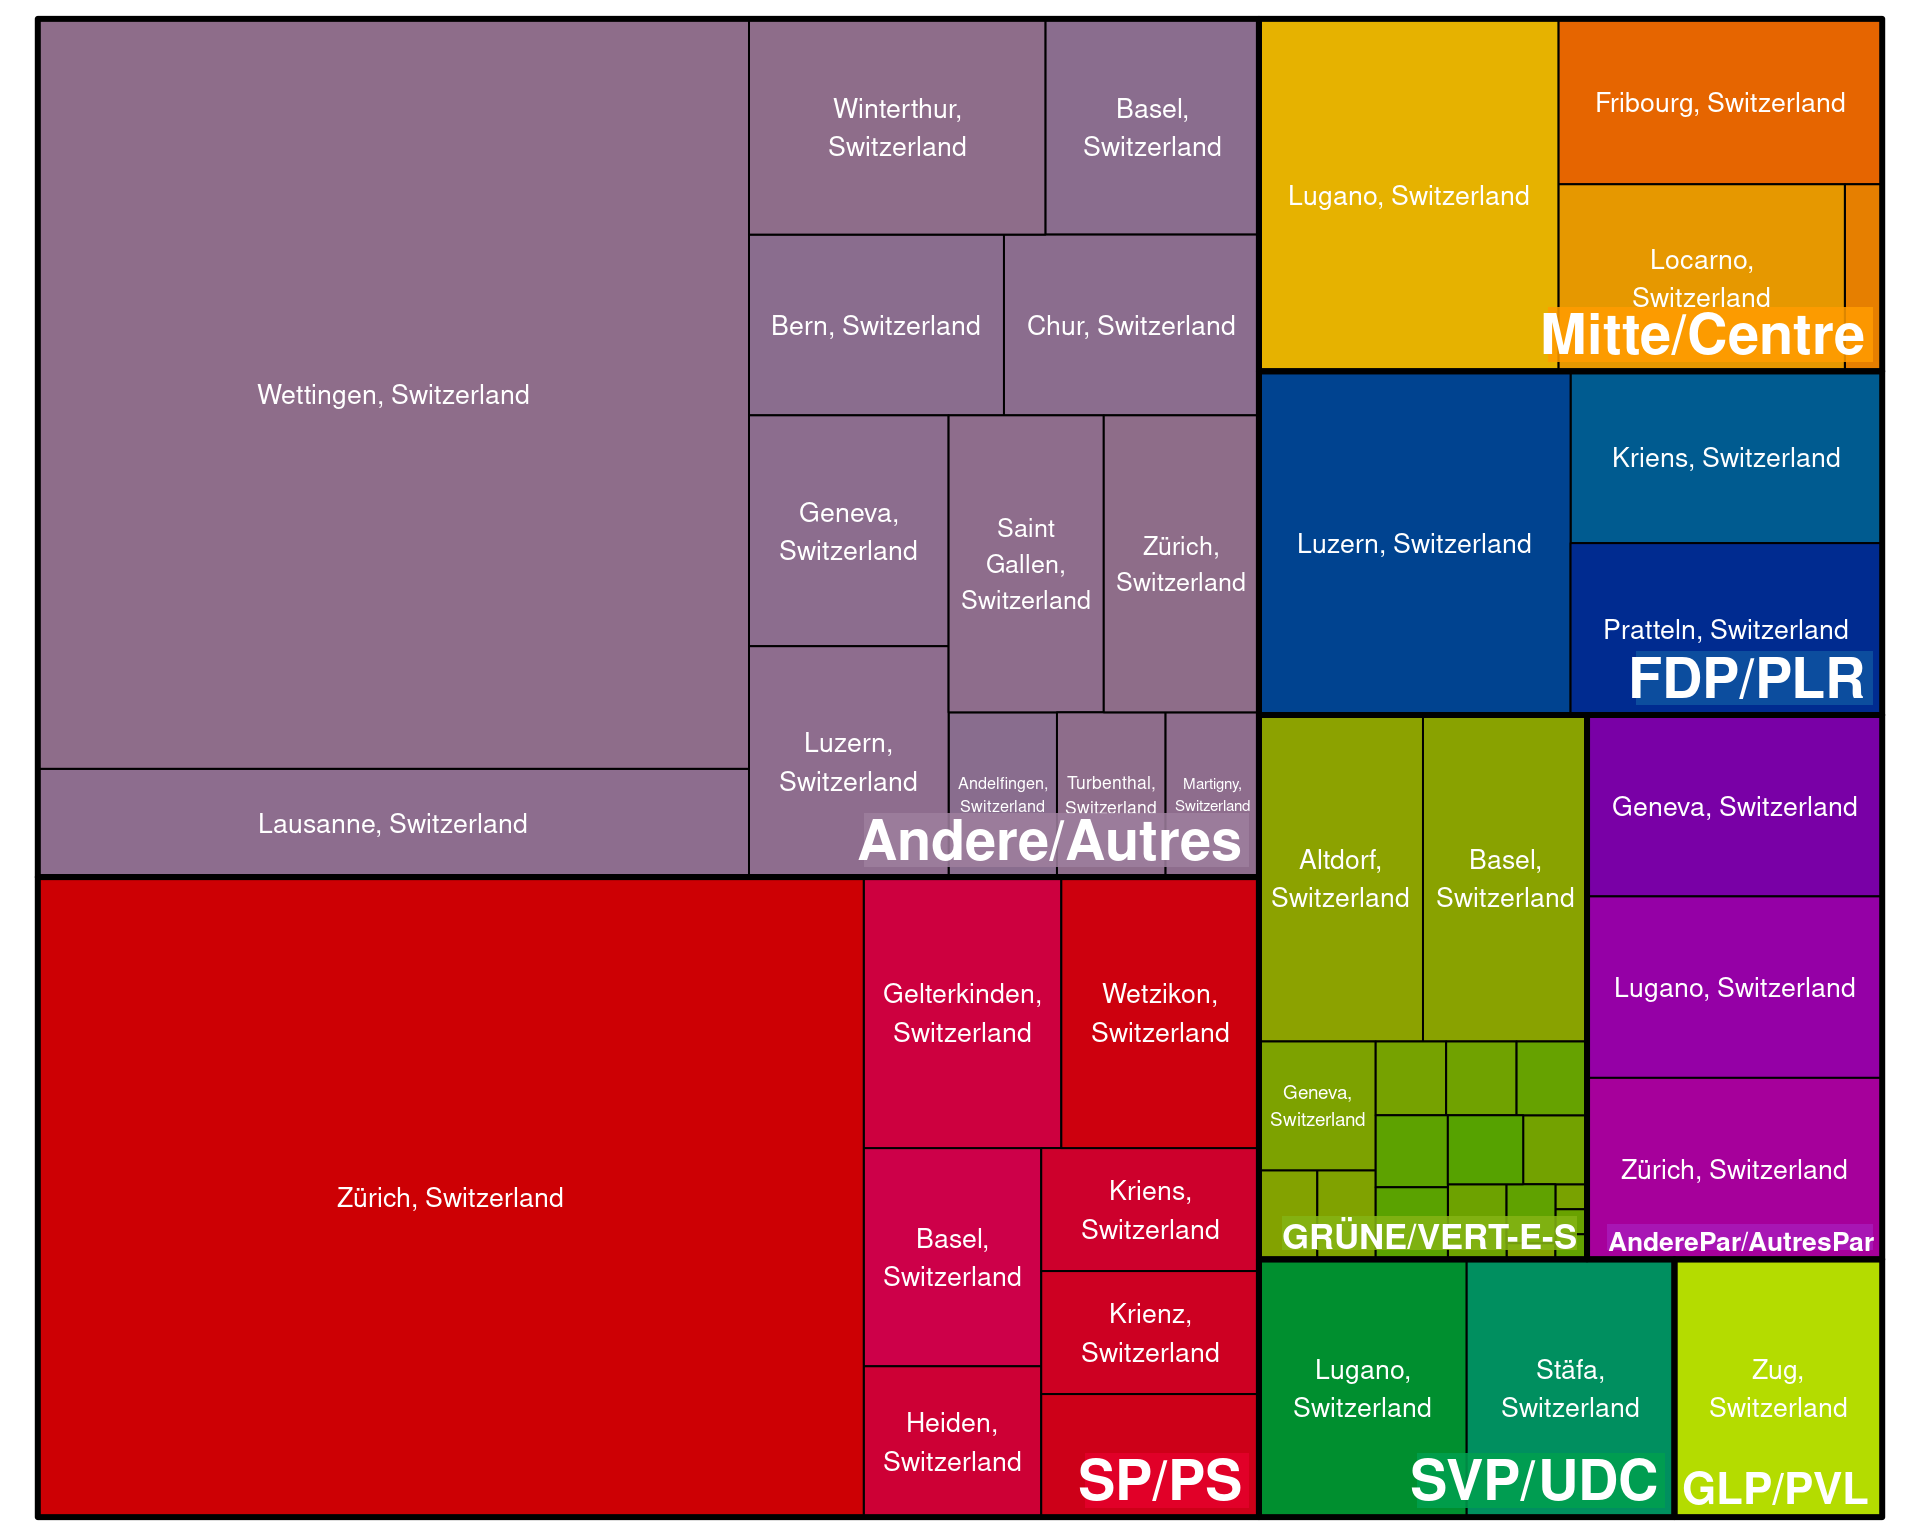 Wettingen, Switzerland
Lausanne, Switzerland
Winterthur,
Switzerland
Basel,
Switzerland
Bern, Switzerland
Chur, Switzerland
Geneva,
Switzerland
Saint
Gallen,
Switzerland
Zürich,
Switzerland
Luzern,
Switzerland
Andelfingen,
Switzerland
Turbenthal,
Switzerland
Martigny,
Switzerland
Andere/Autres
Zürich, Switzerland
Gelterkinden,
Switzerland
Wetzikon,
Switzerland
Basel,
Switzerland
Kriens,
Switzerland
Krienz,
Switzerland
Heiden,
Switzerland
SP/PS
Lugano, Switzerland
Fribourg, Switzerland
Locarno,
Switzerland
Mitte/Centre
Luzern, Switzerland
Kriens, Switzerland
Pratteln, Switzerland
FDP/PLR
Altdorf,
Switzerland
Basel,
Switzerland
Geneva,
Switzerland
GRÜNE/VERT-E-S
Geneva, Switzerland
Lugano, Switzerland
Zürich, Switzerland
AnderePar/AutresPar
Lugano,
Switzerland
Stäfa,
Switzerland
SVP/UDC
Zug,
Switzerland
GLP/PVL